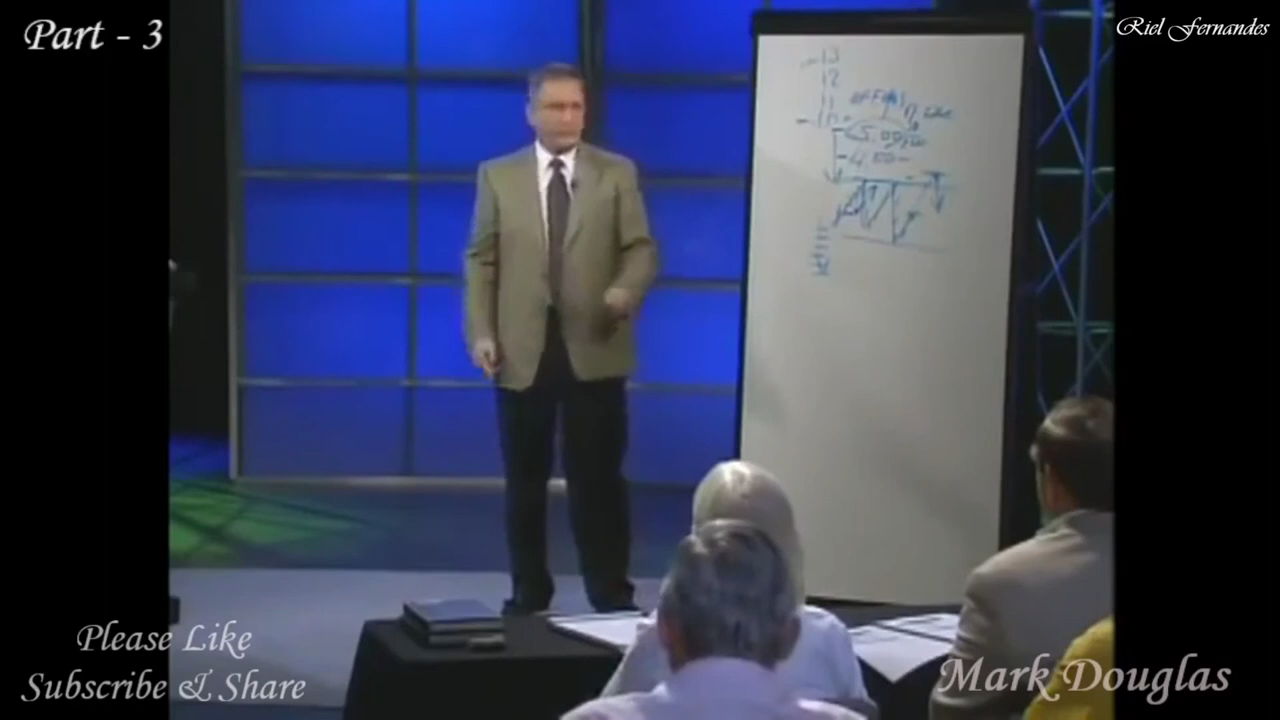 Part - 3
Riel Fernandes
13
12
11
Please Like
Subscribe & Share
Mark Douglas